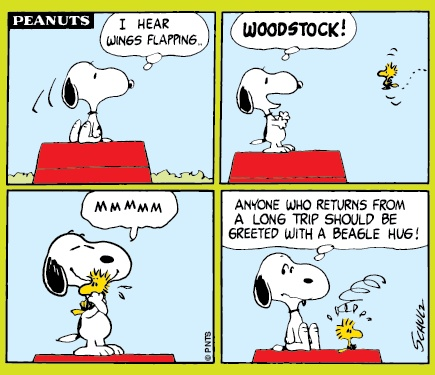 PEANUTS
I HEAR
WINGS FLAPPING..
WOODSTOCK!
MMMMM
© PNTS
ANYONE WHO RETURNS FROM
A LONG TRIP SHOULD BE
GREETED WITH A BEAGLE HUG!
SCHULZ